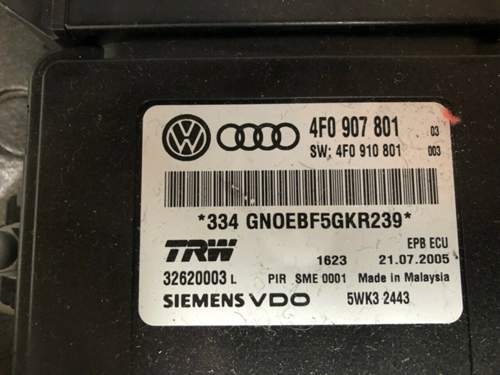 4F0 907 801 03
SW: 4F0 910 801 003
*334 GNOEBF5GKR239*
TRW EPB ECU
1623 21.07.2005
32620003 L PIR SME 0001 Made in Malaysia
SIEMENS VDO 5WK3 2443